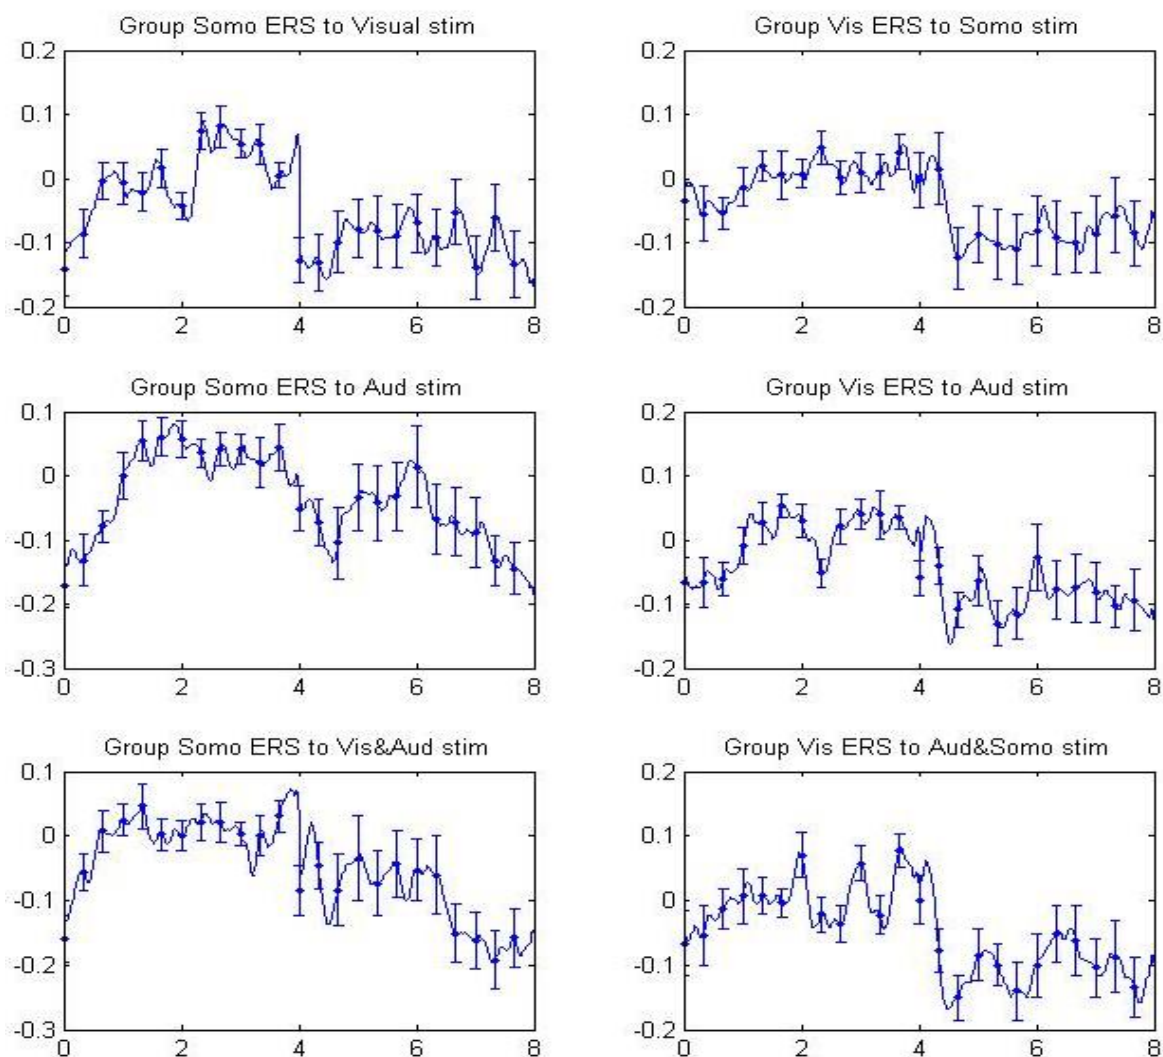 Group Somo ERS to Visual stim
0.2
0.1
0
-0.1
-0.2
0 2 4 6 8
Group Vis ERS to Somo stim
0.2
0.1
0
-0.1
-0.2
0 2 4 6 8
Group Somo ERS to Aud stim
0.1
0
-0.1
-0.2
-0.3
0 2 4 6 8
Group Vis ERS to Aud stim
0.2
0.1
0
-0.1
-0.2
0 2 4 6 8
Group Somo ERS to Vis&Aud stim
0.1
0
-0.1
-0.2
-0.3
0 2 4 6 8
Group Vis ERS to Aud&Somo stim
0.2
0.1
0
-0.1
-0.2
0 2 4 6 8